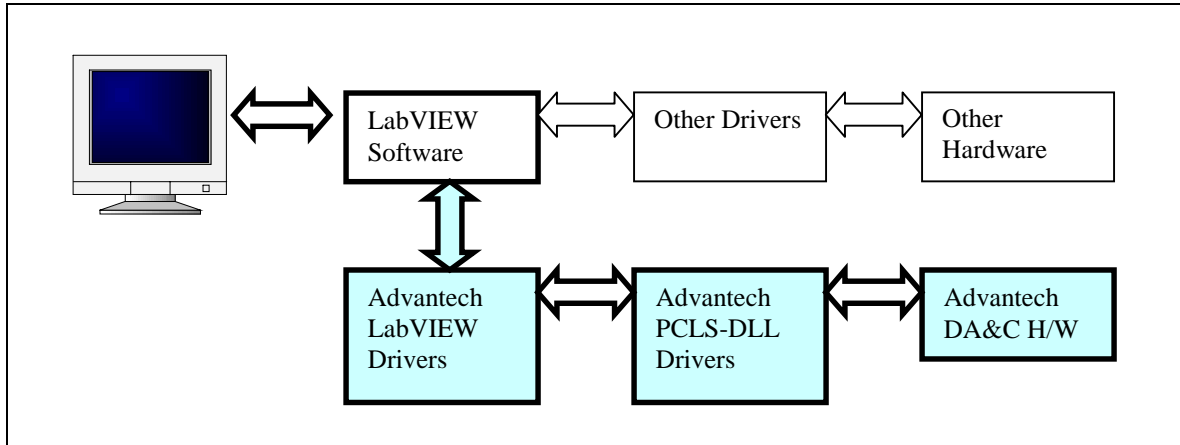 LabVIEW
Software
Other Drivers
Other
Hardware
Advantech
LabVIEW
Drivers
Advantech
PCLS-DLL
Drivers
Advantech
DA&C H/W